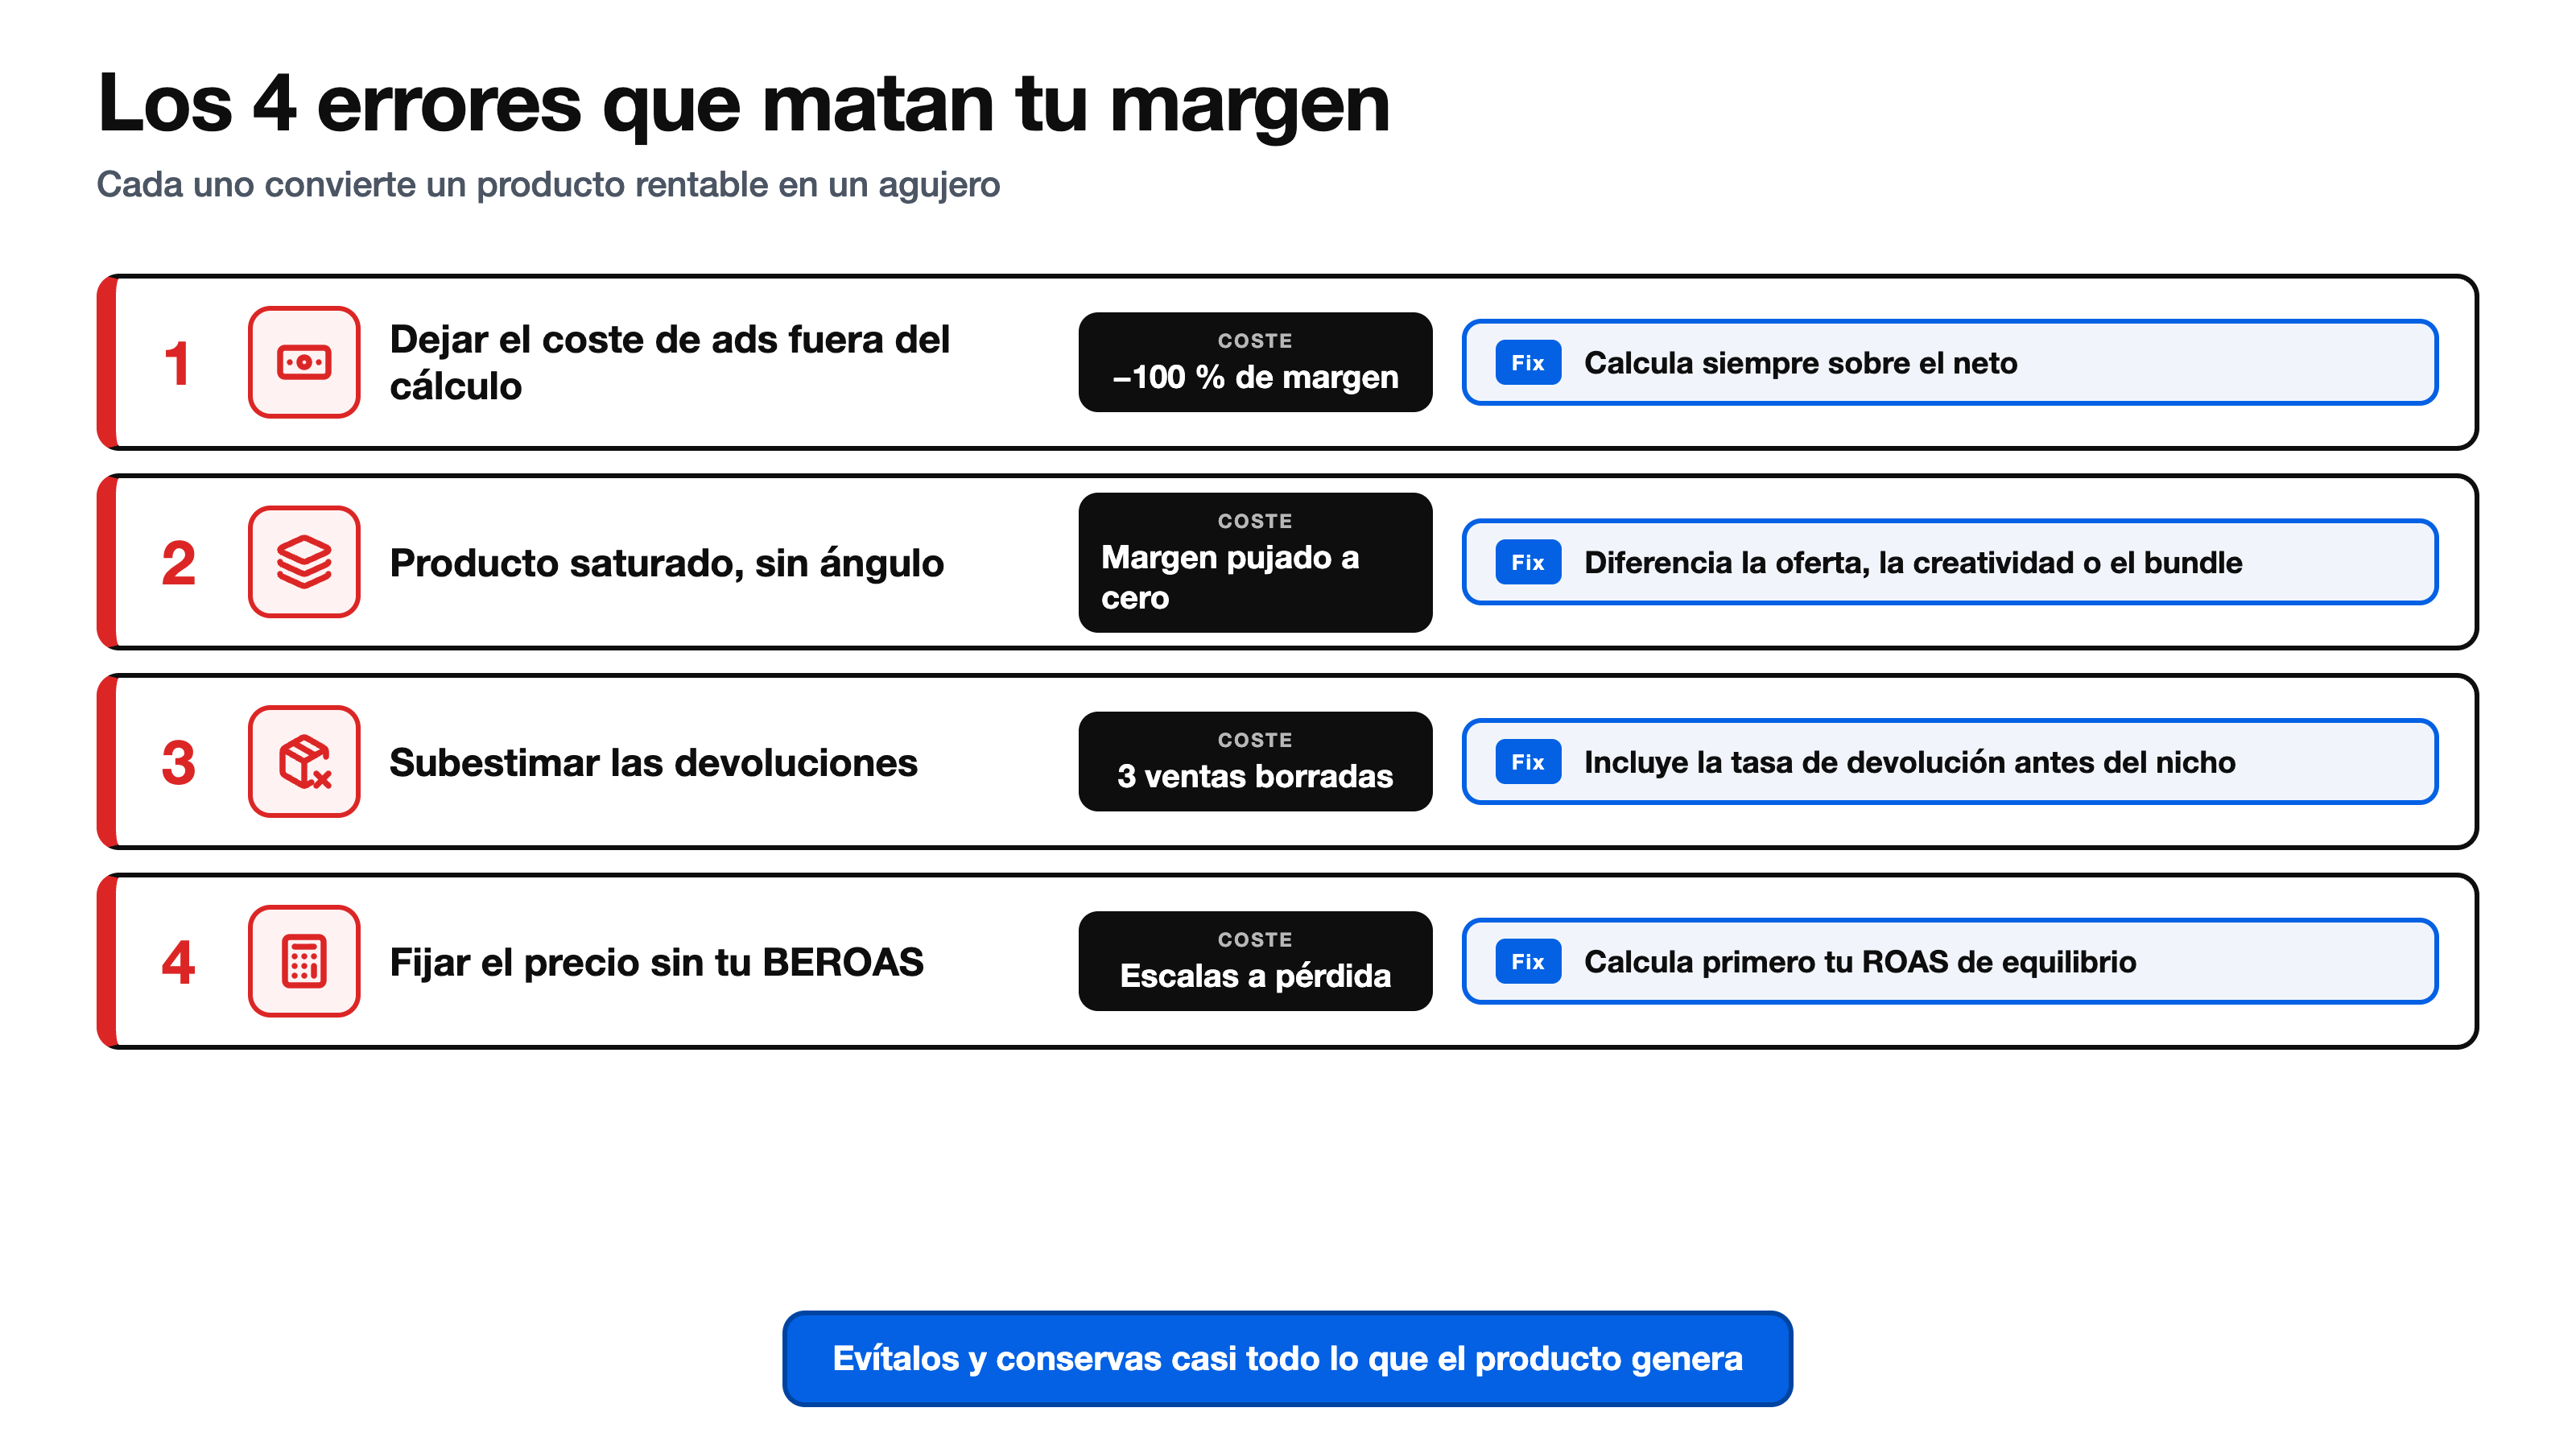 Los 4 errores que matan tu margen
Cada uno convierte un producto rentable en un agujero
1
Dejar el coste de ads fuera del
cálculo
COSTE
–100 % de margen
Fix
Calcula siempre sobre el neto
2
Producto saturado, sin ángulo
COSTE
Margen pujado a
cero
Fix
Diferencia la oferta, la creatividad o el bundle
3
Subestimar las devoluciones
COSTE
3 ventas borradas
Fix
Incluye la tasa de devolución antes del nicho
4
Fijar el precio sin tu BEROAS
COSTE
Escalas a pérdida
Fix
Calcula primero tu ROAS de equilibrio
Evítalos y conservas casi todo lo que el producto genera